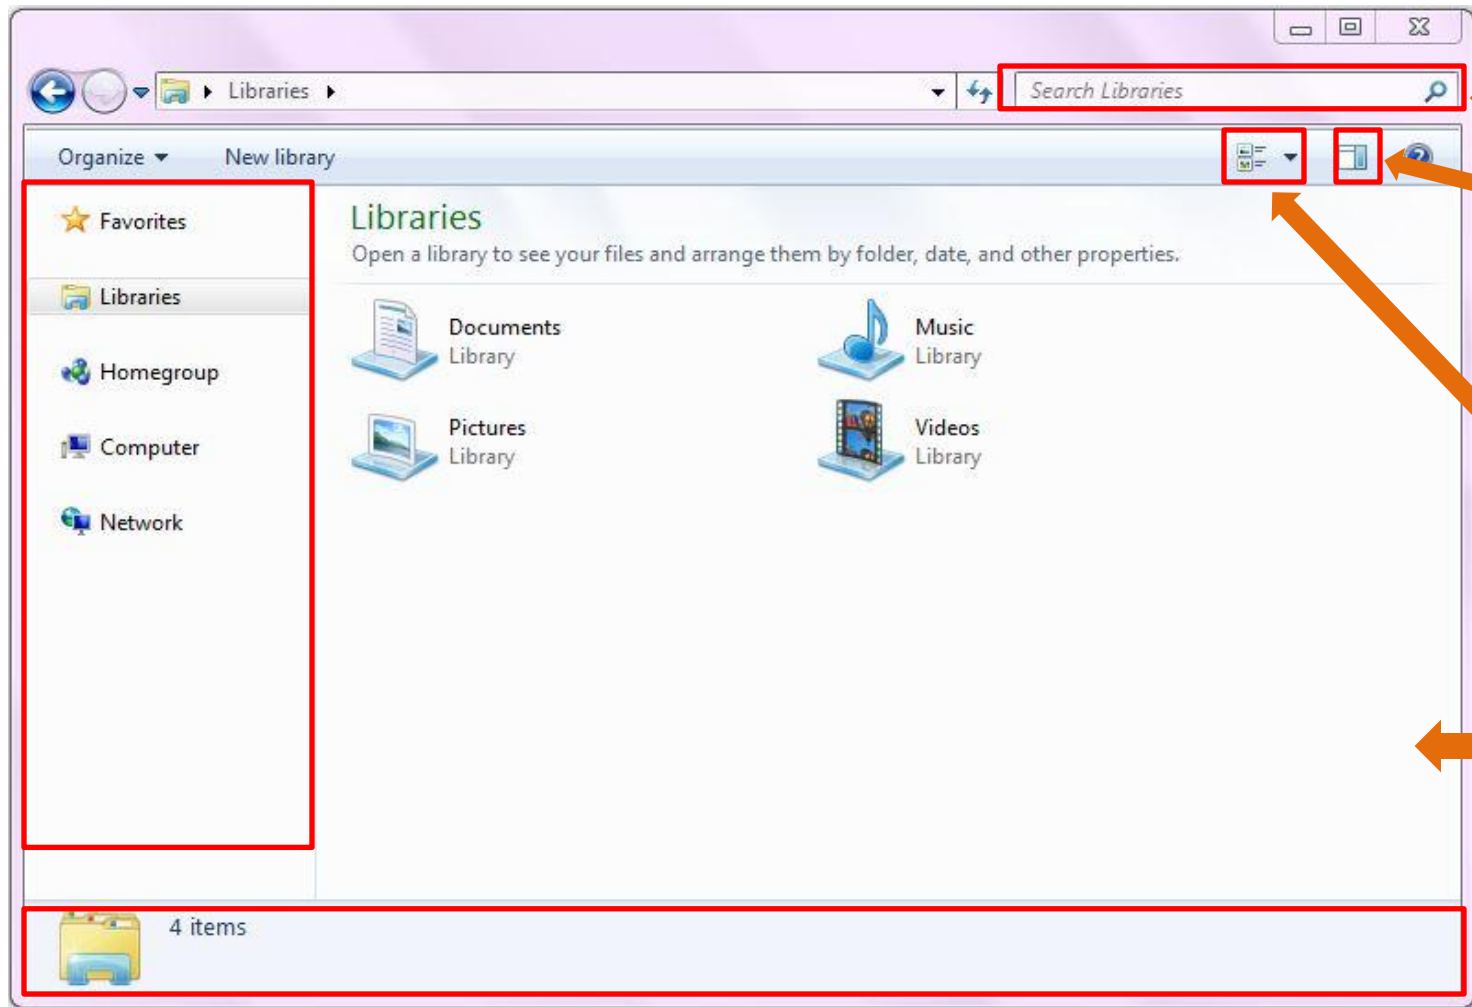 Libraries
Search Libraries
Organize
New library
Favorites
Libraries
Homegroup
Computer
Network
Libraries
Open a library to see your files and arrange them by folder, date, and other properties.
Documents
Library
Music
Library
Pictures
Library
Videos
Library
4 items